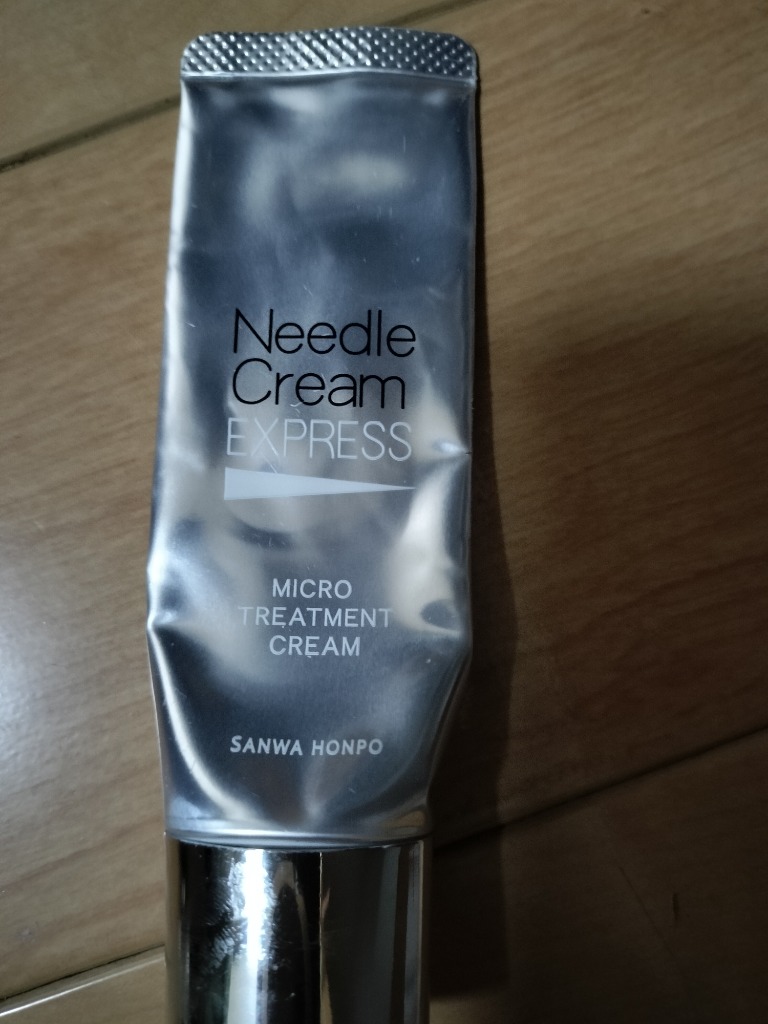 Needle
Cream
EXPRESS
MICRO
TREATMENT
CREAM
SANWA HONPO